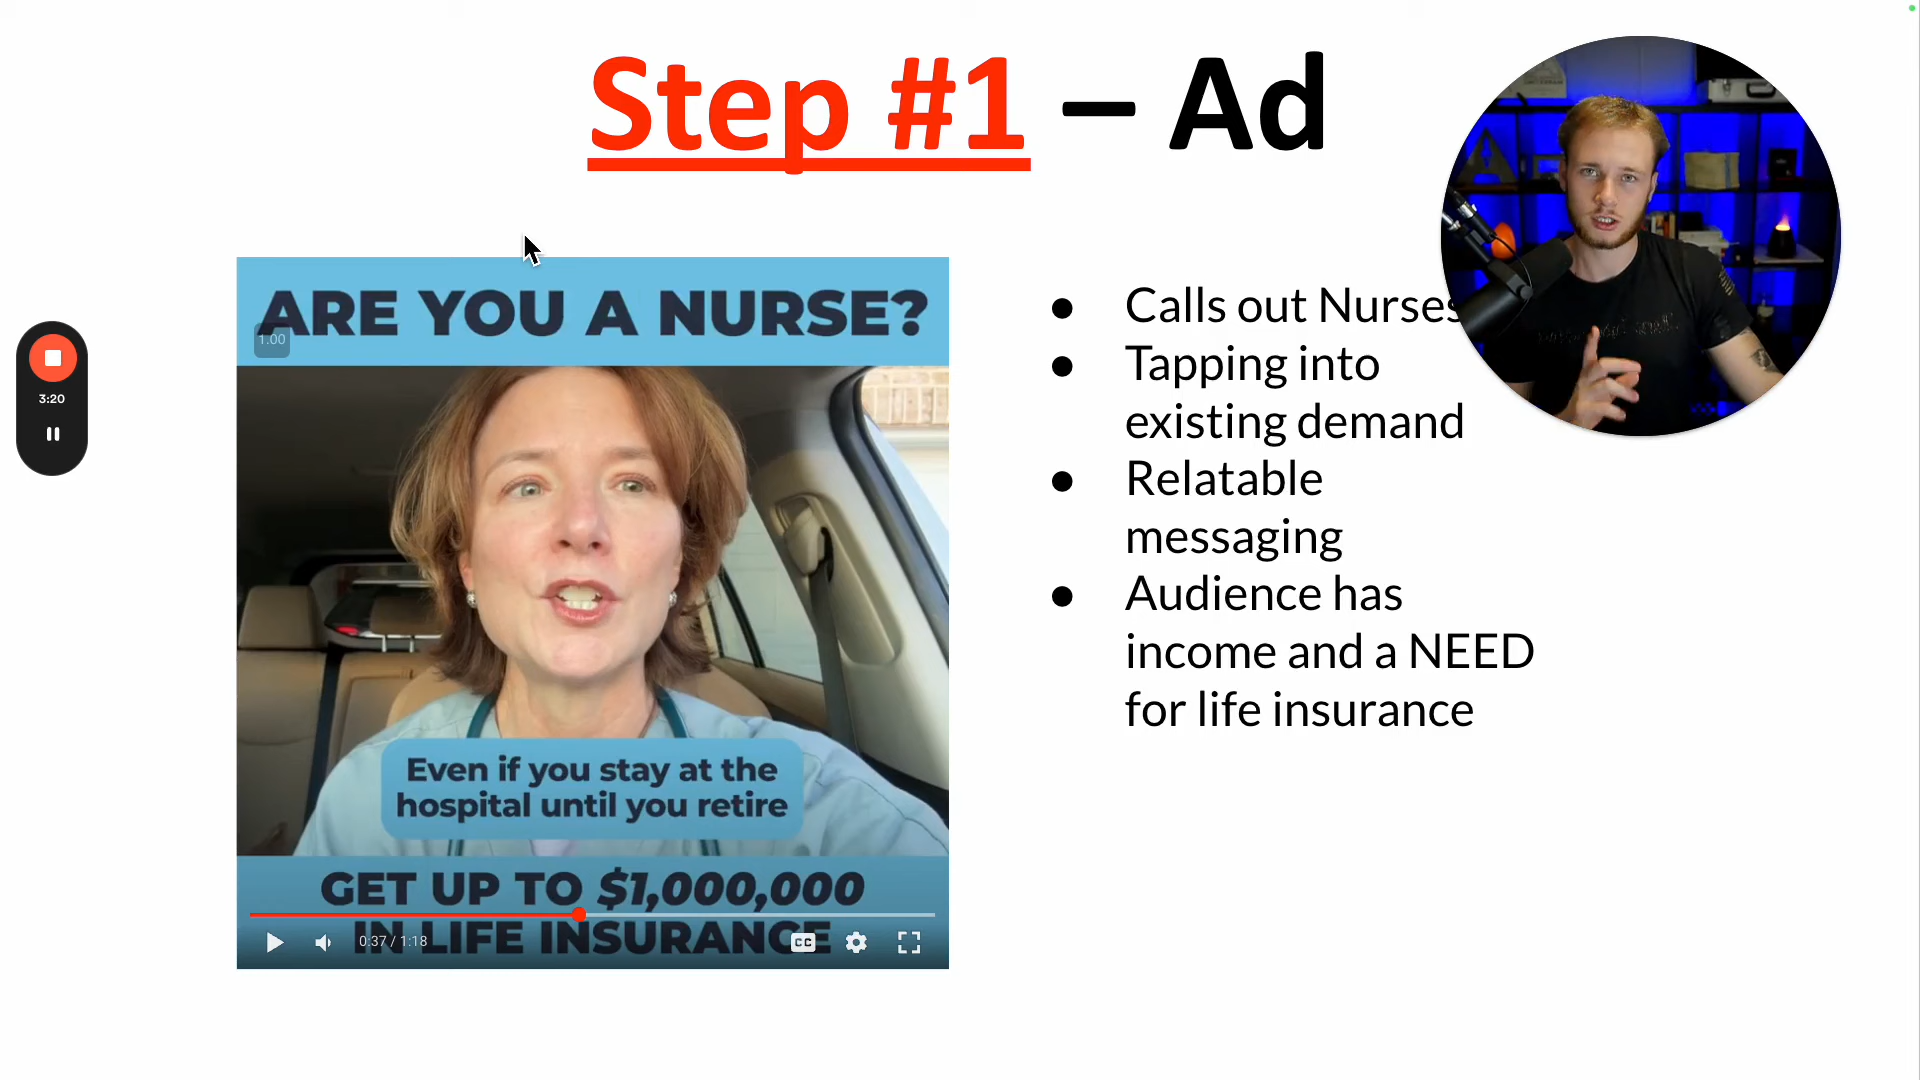 Step #1 – Ad
ARE YOU A NURSE?
1.00
Even if you stay at the
hospital until you retire
GET UP TO $1,000,000
IN LIFE INSURANCE
0:37 / 1:18
CC
● Calls out Nurses
● Tapping into
existing demand
● Relatable
messaging
● Audience has
income and a NEED
for life insurance
3:20